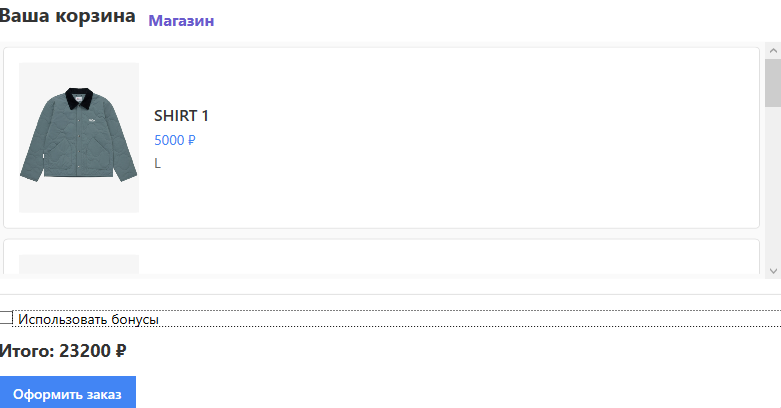 Ваша корзина Магазин
SHIRT 1
5000 ₽
L
Использовать бонусы
Итого: 23200 ₽
Оформить заказ